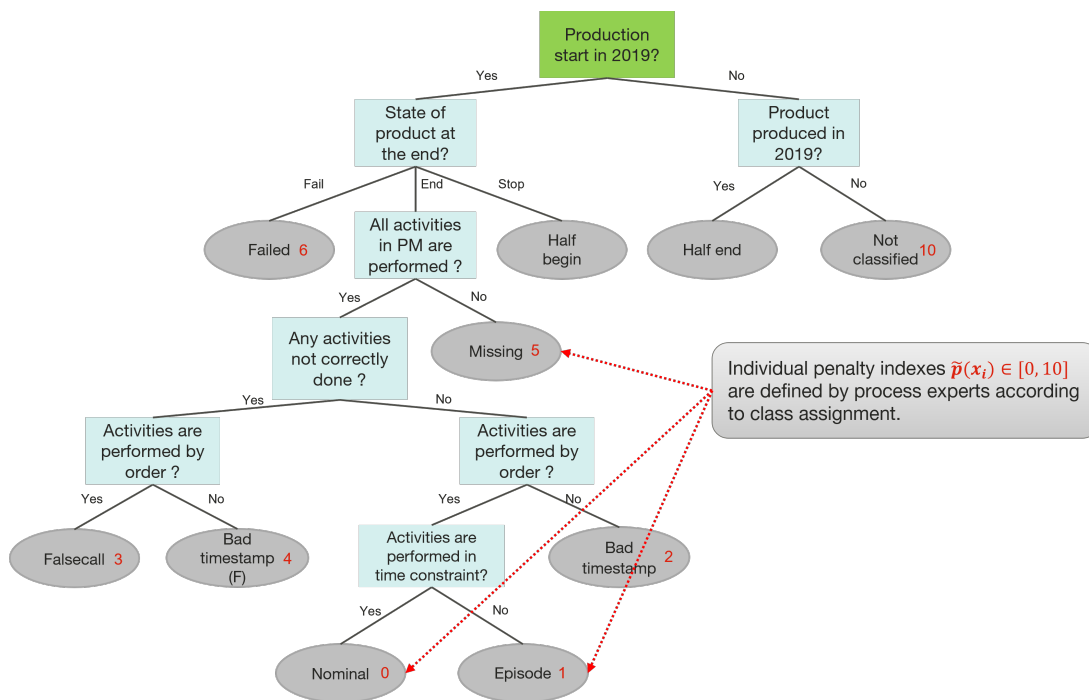 Production
start in 2019?
Yes
No
State of
product at
the end?
Product
produced in
2019?
Fail
End
Stop
Yes
No
Failed 6
All activities
in PM are
performed ?
Half
begin
Half end
Not
classified 10
Yes
No
Any activities
not correctly
done ?
Missing 5
Individual penalty indexes p̃(xᵢ) ∈ [0, 10]
are defined by process experts according
to class assignment.
Yes
No
Activities are
performed by
order ?
Activities are
performed by
order ?
Yes
No
Yes
No
Falsecall 3
Bad
timestamp 4
(F)
Activities are
performed in
time constraint?
Bad
timestamp 2
Yes
No
Nominal 0
Episode 1